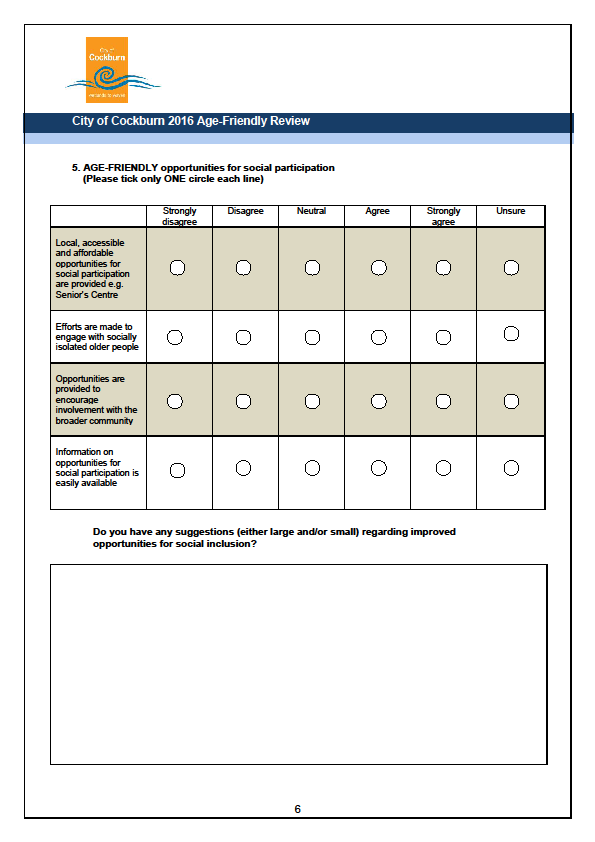 City of
Cockburn
City of Cockburn 2016 Age-Friendly Review
5. AGE-FRIENDLY opportunities for social participation
(Please tick only ONE circle each line)
Strongly
disagree
Disagree
Neutral
Agree
Strongly
agree
Unsure
Local, accessible
and affordable
opportunities for
social participation
are provided e.g.
Senior's Centre
Efforts are made to
engage with socially
isolated older people
Opportunities are
provided to
encourage
involvement with the
broader community
Information on
opportunities for
social participation is
easily available
Do you have any suggestions (either large and/or small) regarding improved
opportunities for social inclusion?
6